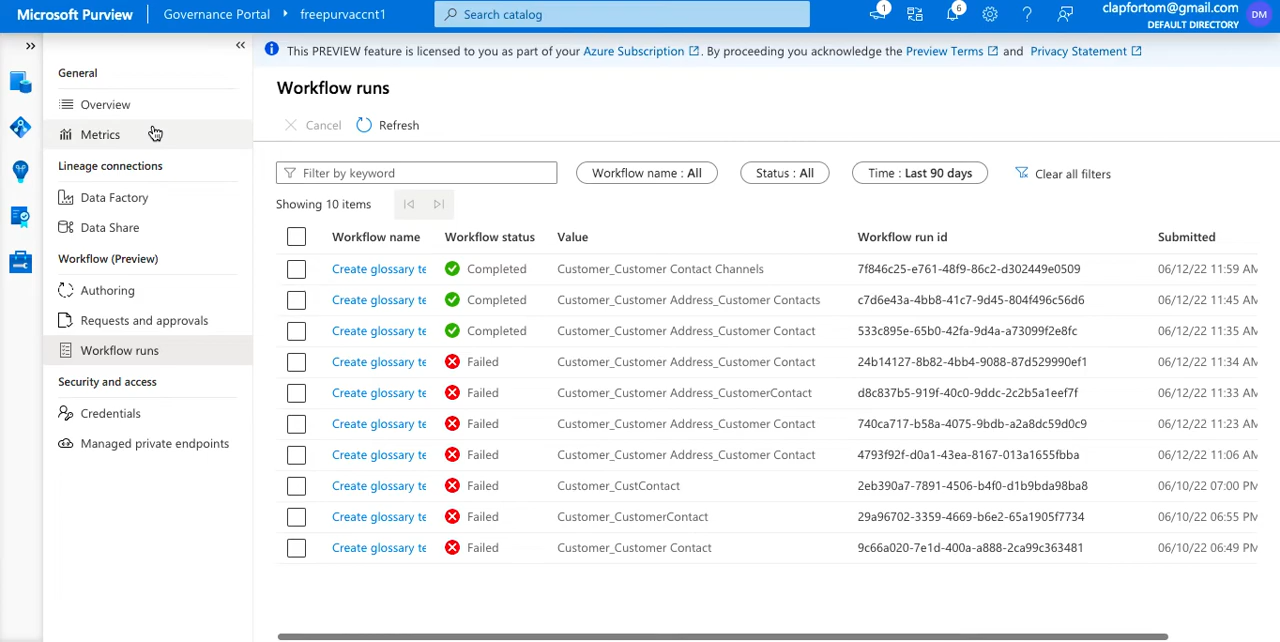 Microsoft Purview Governance Portal freepurvaccnt1 Search catalog 1 6 clapfortom@gmail.com
DEFAULT DIRECTORY DM
This PREVIEW feature is licensed to you as part of your Azure Subscription. By proceeding you acknowledge the Preview Terms and Privacy Statement
General
Overview
Metrics
Lineage connections
Data Factory
Data Share
Workflow (Preview)
Authoring
Requests and approvals
Workflow runs
Security and access
Credentials
Managed private endpoints
Workflow runs
Cancel Refresh
Filter by keyword Workflow name : All Status : All Time : Last 90 days Clear all filters
Showing 10 items
Workflow name Workflow status Value Workflow run id Submitted
Create glossary te Completed Customer_Customer Contact Channels 7f846c25-e761-48f9-86c2-d302449e0509 06/12/22 11:59 AM
Create glossary te Completed Customer_Customer Address_Customer Contacts c7d6e43a-4bb8-41c7-9d45-804f496c56d6 06/12/22 11:45 AM
Create glossary te Completed Customer_Customer Address_Customer Contact 533c895e-65b0-42fa-9d4a-a73099f2e8fc 06/12/22 11:35 AM
Create glossary te Failed Customer_Customer Address_Customer Contact 24b14127-8b82-4bb4-9088-87d529990ef1 06/12/22 11:34 AM
Create glossary te Failed Customer_Customer Address_CustomerContact d8c837b5-919f-40c0-9ddc-2c2b5a1eef7f 06/12/22 11:33 AM
Create glossary te Failed Customer_Customer Address_Customer Contact 740ca717-b58a-4075-9bdb-a2a8dc59d0c9 06/12/22 11:23 AM
Create glossary te Failed Customer_Customer Address_Customer Contact 4793f92f-d0a1-43ea-8167-013a1655fbba 06/12/22 11:06 AM
Create glossary te Failed Customer_CustContact 2eb390a7-7891-4506-b4f0-d1b9bda98ba8 06/10/22 07:00 PM
Create glossary te Failed Customer_CustomerContact 29a96702-3359-4669-b6e2-65a1905f7734 06/10/22 06:55 PM
Create glossary te Failed Customer_Customer Contact 9c66a020-7e1d-400a-a888-2ca99c363481 06/10/22 06:49 PM